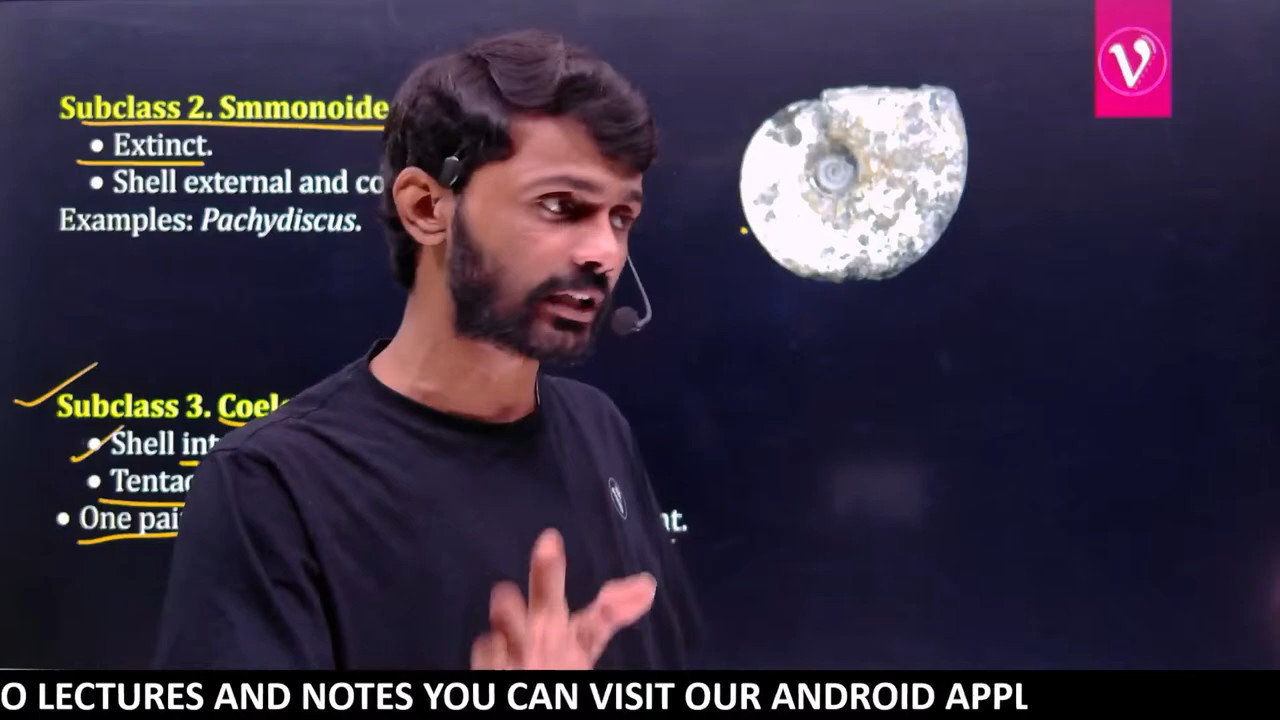 Subclass 2. Smmonoide
• Extinct.
• Shell external and co
Examples: Pachydiscus.
V
Subclass 3. Coel
• Shell int
• Tentac
• One pai nt.
V
O LECTURES AND NOTES YOU CAN VISIT OUR ANDROID APPL